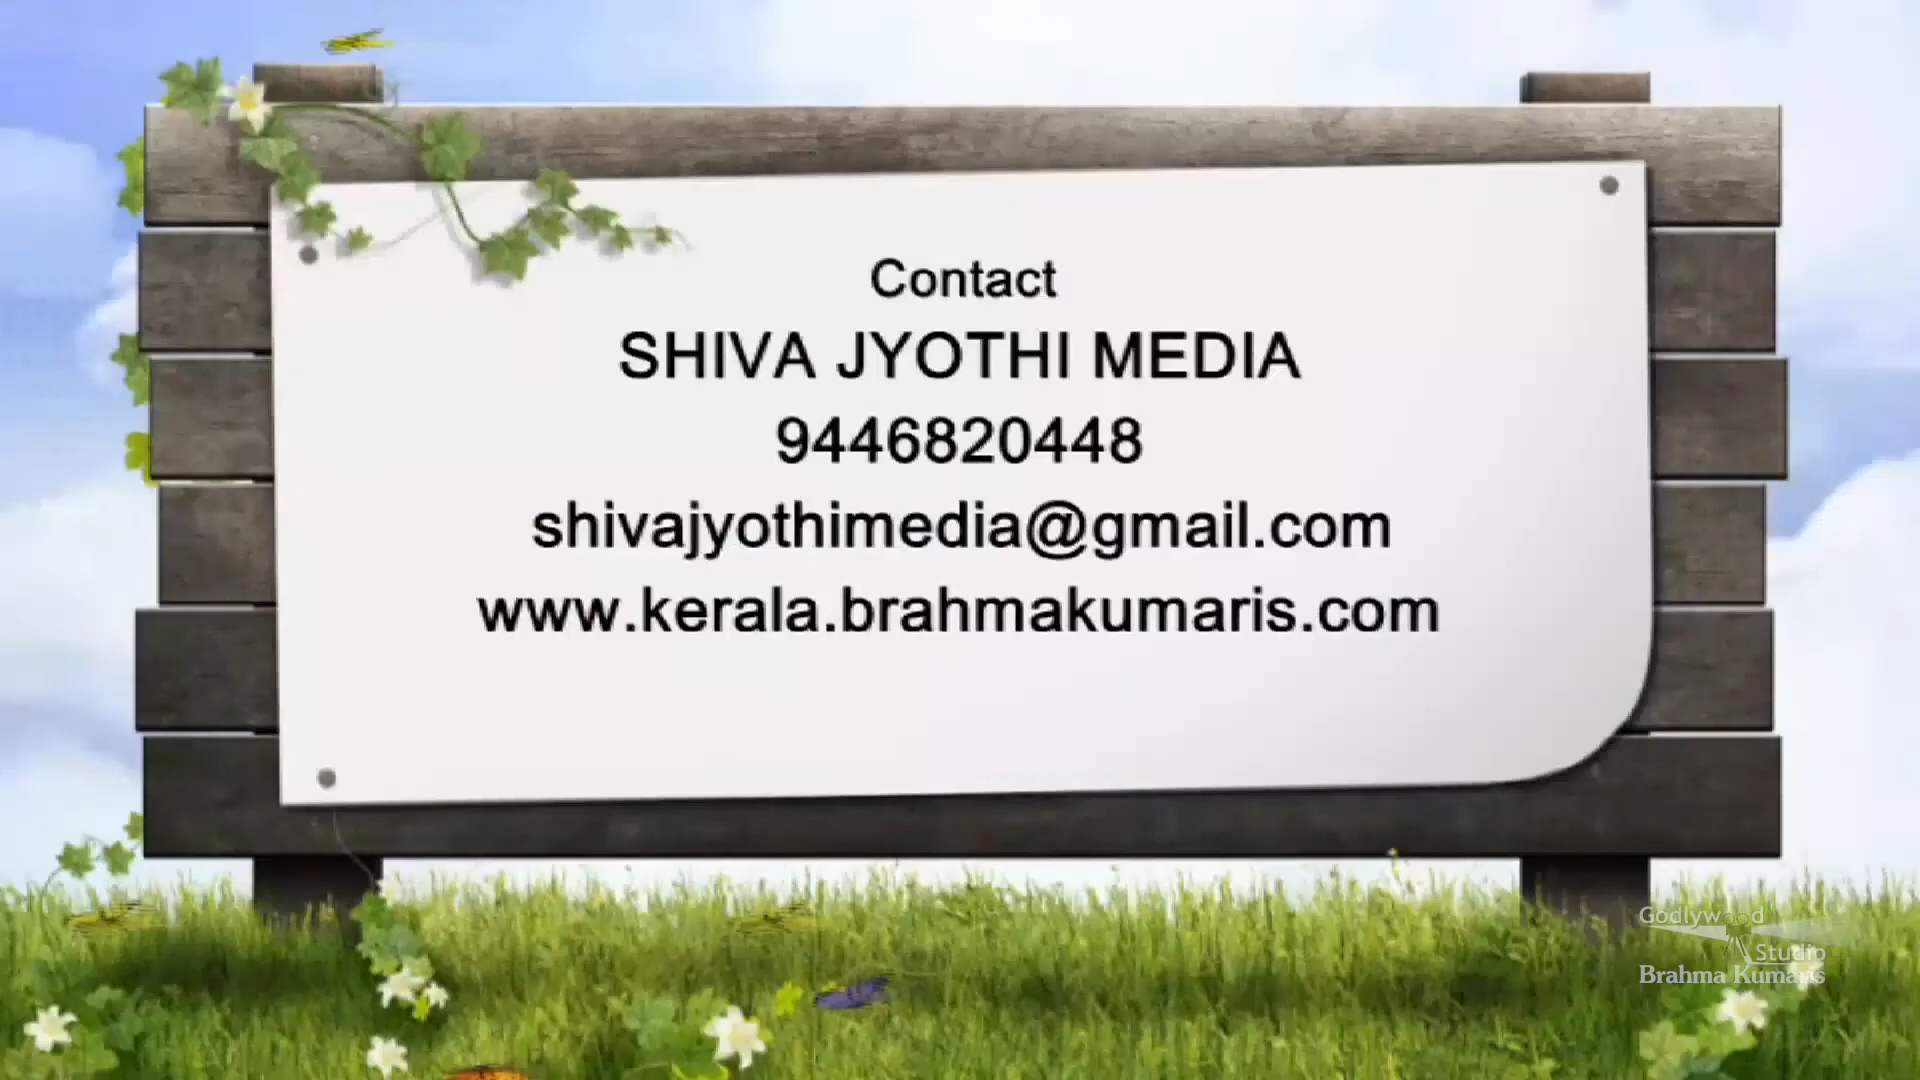 Contact
SHIVA JYOTHI MEDIA
9446820448
shivajyothimedia@gmail.com
www.kerala.brahmakumaris.com
Godlywood
Studio
Brahma Kumaris